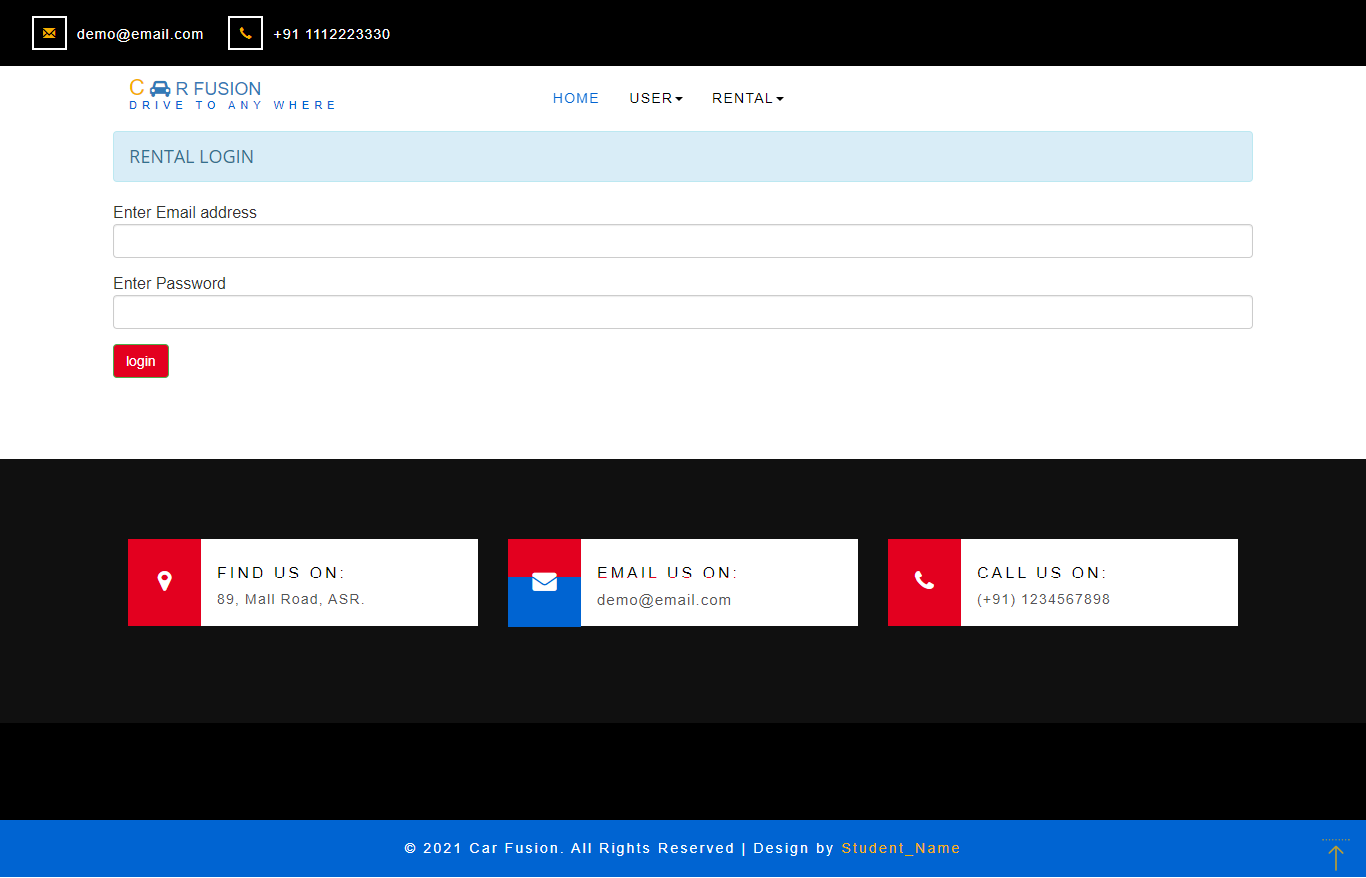 demo@email.com +91 1112223330
C R FUSION
DRIVE TO ANY WHERE
HOME USER RENTAL
RENTAL LOGIN
Enter Email address
Enter Password
login
FIND US ON:
89, Mall Road, ASR.
EMAIL US ON:
demo@email.com
CALL US ON:
(+91) 1234567898
© 2021 Car Fusion. All Rights Reserved | Design by Student_Name